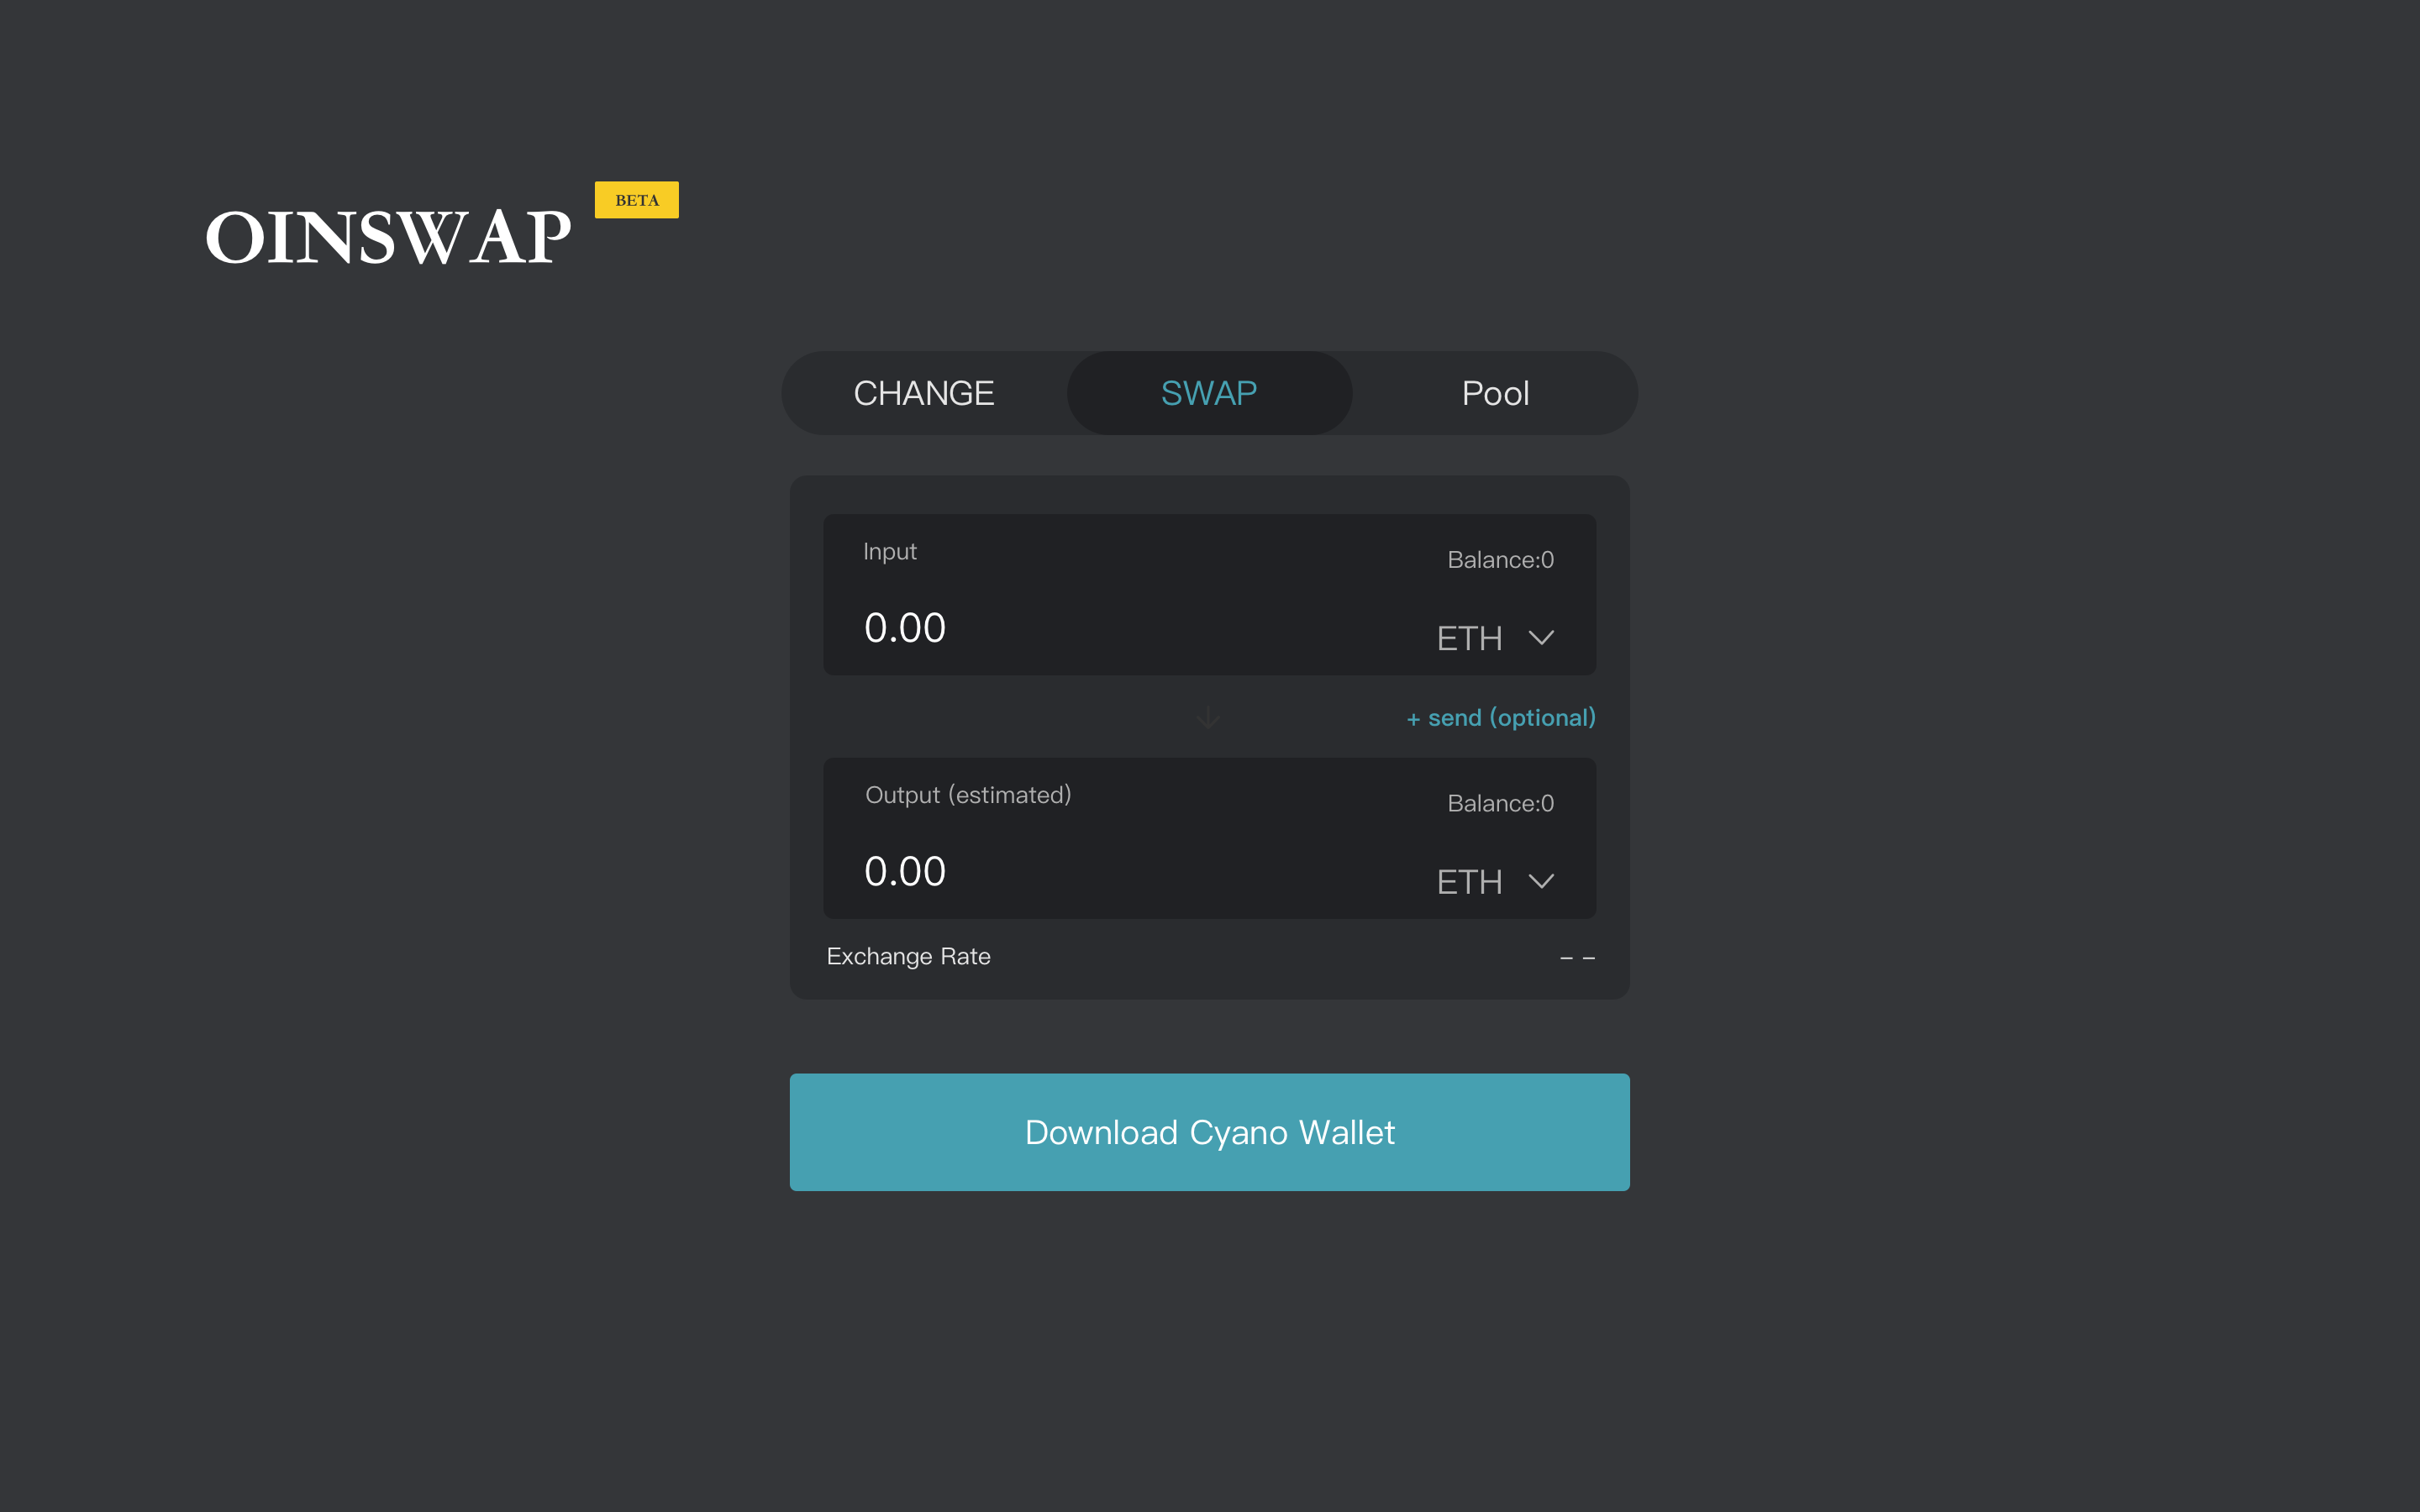 OINSWAP BETA
CHANGE SWAP Pool
Input Balance:0
0.00 ETH
+ send (optional)
Output (estimated) Balance:0
0.00 ETH
Exchange Rate – –
Download Cyano Wallet